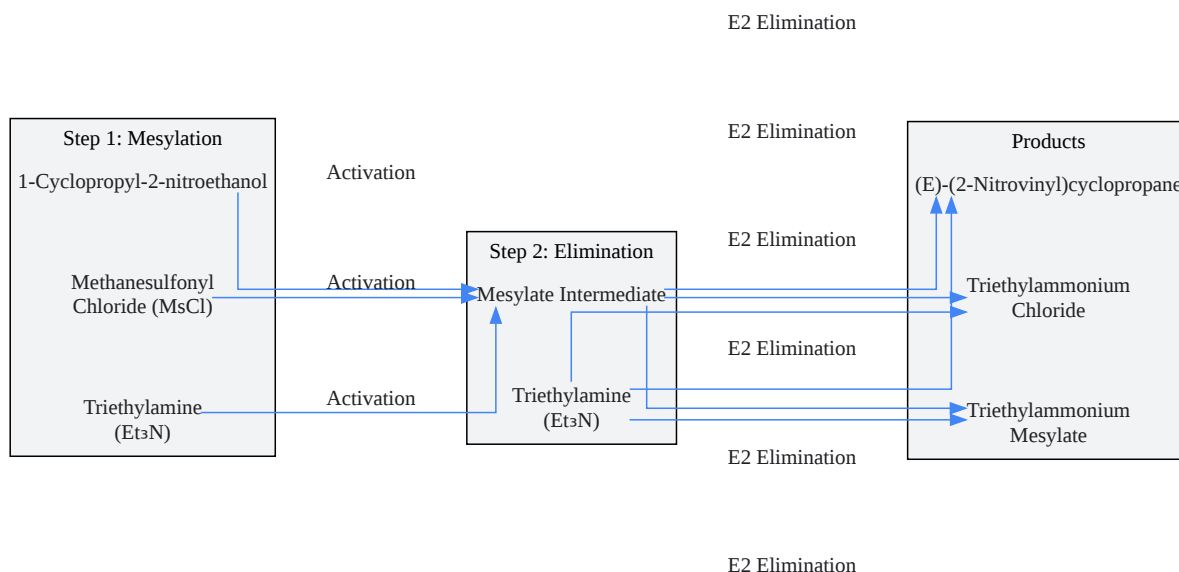 E2 Elimination
E2 Elimination
Step 1: Mesylation
Products
Activation
1-Cyclopropyl-2-nitroethanol
(E)-(2-Nitrovinyl)cyclopropane
E2 Elimination
Step 2: Elimination
Methanesulfonyl
Chloride (MsCl)
Activation
Mesylate Intermediate
Triethylammonium
Chloride
E2 Elimination
Triethylamine
(Et₃N)
Activation
Triethylamine
(Et₃N)
Triethylammonium
Mesylate
E2 Elimination
E2 Elimination